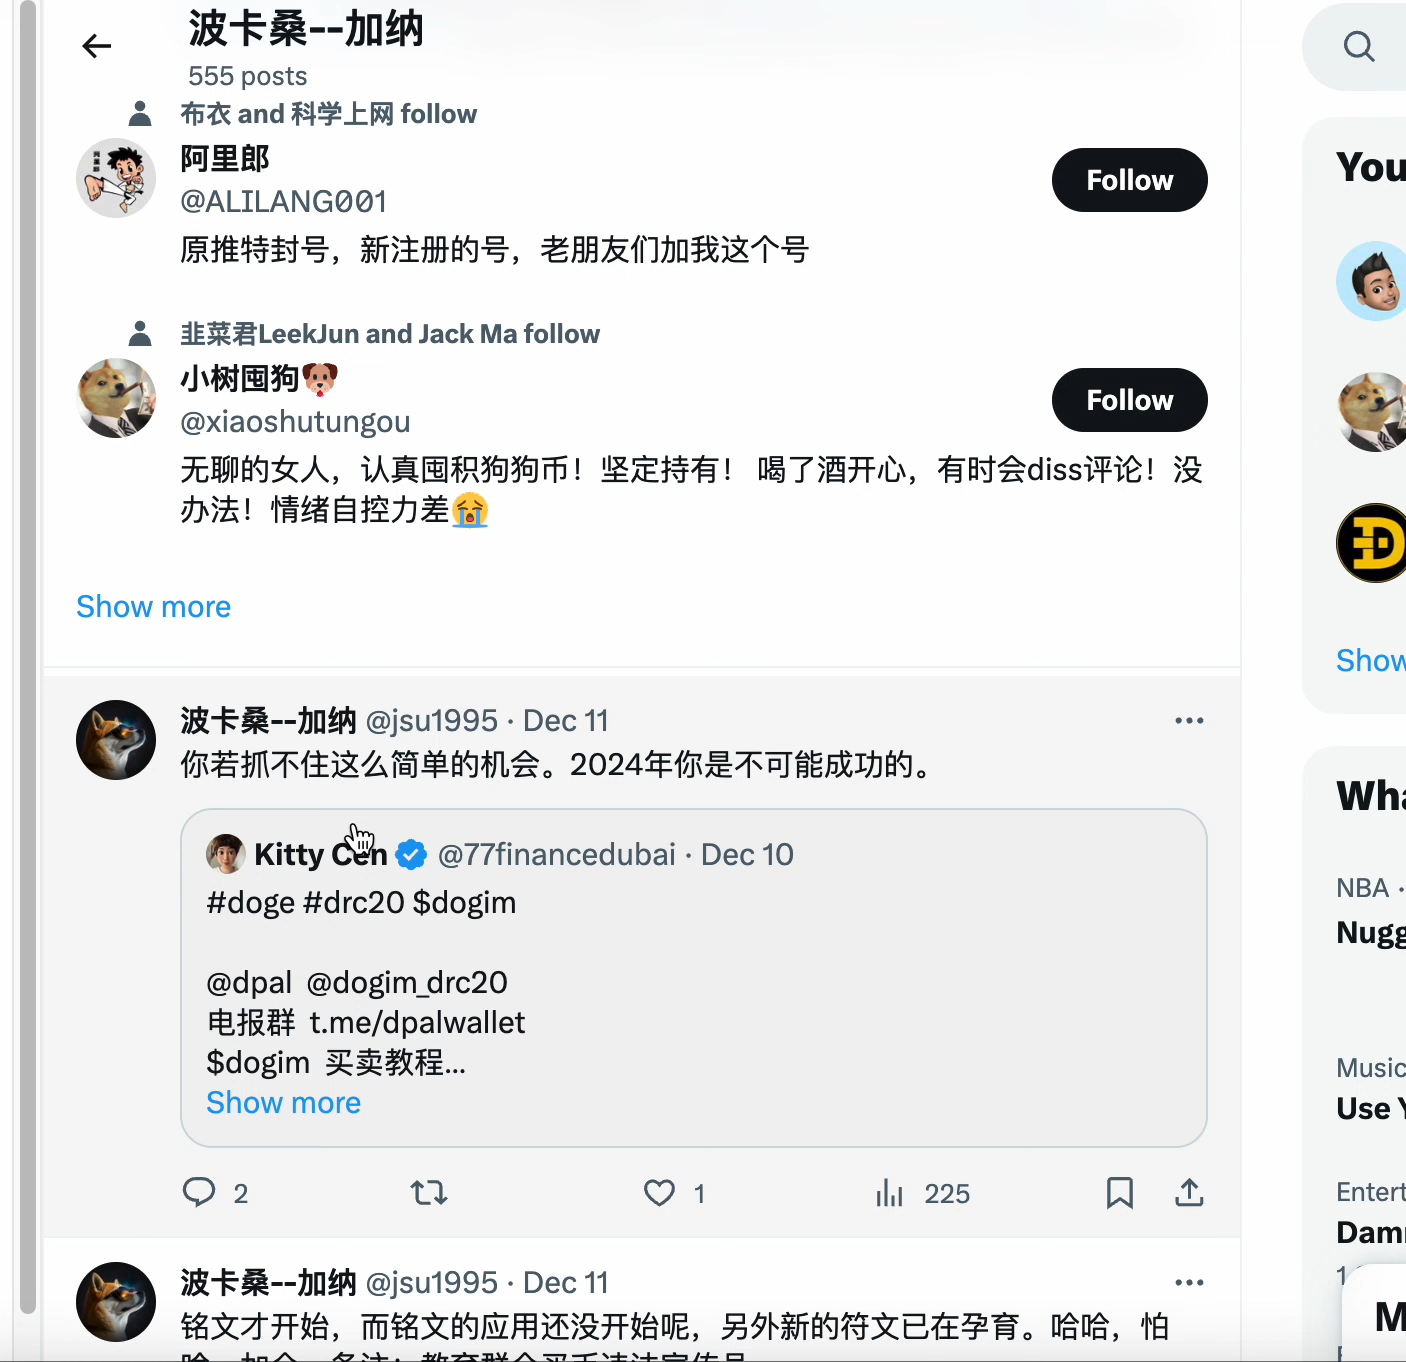 波卡桑--加纳
555 posts
布衣 and 科学上网 follow
阿里郎
@ALILANG001
Follow
原推特封号，新注册的号，老朋友们加我这个号
韭菜君LeekJun and Jack Ma follow
小树囤狗🐶
@xiaoshutungou
Follow
无聊的女人，认真囤积狗狗币！坚定持有！ 喝了酒开心，有时会diss评论！没
办法！情绪自控力差😭
Show more
波卡桑--加纳 @jsu1995 · Dec 11
你若抓不住这么简单的机会。2024年你是不可能成功的。
Kitty Cen @77financedubai · Dec 10
#doge #drc20 $dogim
@dpal @dogim_drc20
电报群 t.me/dpalwallet
$dogim 买卖教程...
Show more
2
1
225
波卡桑--加纳 @jsu1995 · Dec 11
铭文才开始，而铭文的应用还没开始呢，另外新的符文已在孕育。哈哈，怕
You
Show
Wha
NBA ·
Nugg
Music
Use Y
Entert
Damr
M